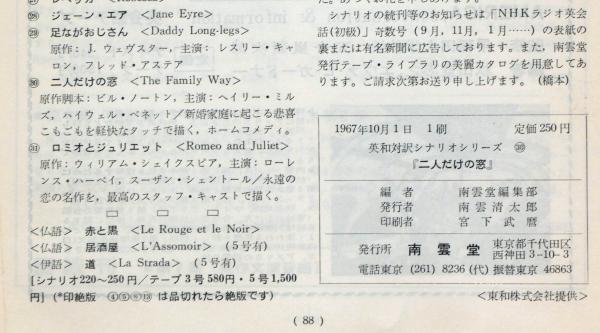 ㉘ ジェーン・エア <Jane Eyre>
㉙ 足ながおじさん <Daddy Long-legs>
原作: J. ウェヴスター, 主演: レスリー・キャ
ロン, フレッド・アステア
㉚ 二人だけの窓 <The Family Way>
原作脚本: ビル・ノートン, 主演: ヘイリー・ミル
ズ, ハイウェル・ベネット／新婚家庭に起こる悲喜
こもごもを軽快なタッチで描く, ホームコメディ。
㉛ ロミオとジュリエット <Romeo and Juliet>
原作: ウィリアム・シェイクスピア, 主演: ローレ
ンス・ハーベイ, スーザン・シェントール／永遠の
恋の名作を, 最高のスタッフ・キャストで描く。
<仏語> 赤と黒 <Le Rouge et le Noir>
<仏語> 居酒屋 <L'Assomoir> (5号有)
<伊語> 道 <La Strada> (5号有)
[シナリオ220～250円／テープ3号580円・5号1,500
円] (*印絶版 は品切れたら絶版です)
シナリオの続刊等のお知らせは「NHKラジオ英会
話(初級)」奇数号 (9月, 11月, 1月……) の表紙の
裏または有名新聞に広告しております。また, 南雲堂
発行テープ・ライブラリの美麗カタログを用意してあ
ります。ご請求次第お送り申し上げます。 (橋本)
1967年10月1日 1刷 定価250円
英和対訳シナリオシリーズ ㉚
『二人だけの窓』
編者 南雲堂編集部
発行者 南雲清太郎
印刷者 宮下武麿
発行所 南雲堂 東京都千代田区
西神田3-10-3
電話東京 (261) 8236 (代) 振替東京 46863
<東和株式会社提供>
( 88 )